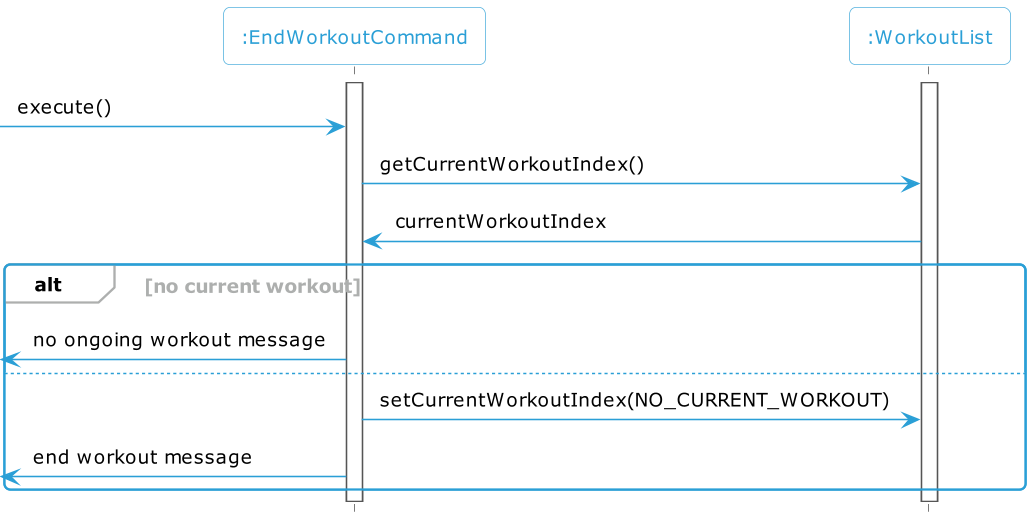 :EndWorkoutCommand
:WorkoutList
execute()
getCurrentWorkoutIndex()
currentWorkoutIndex
alt
[no current workout]
no ongoing workout message
setCurrentWorkoutIndex(NO_CURRENT_WORKOUT)
end workout message